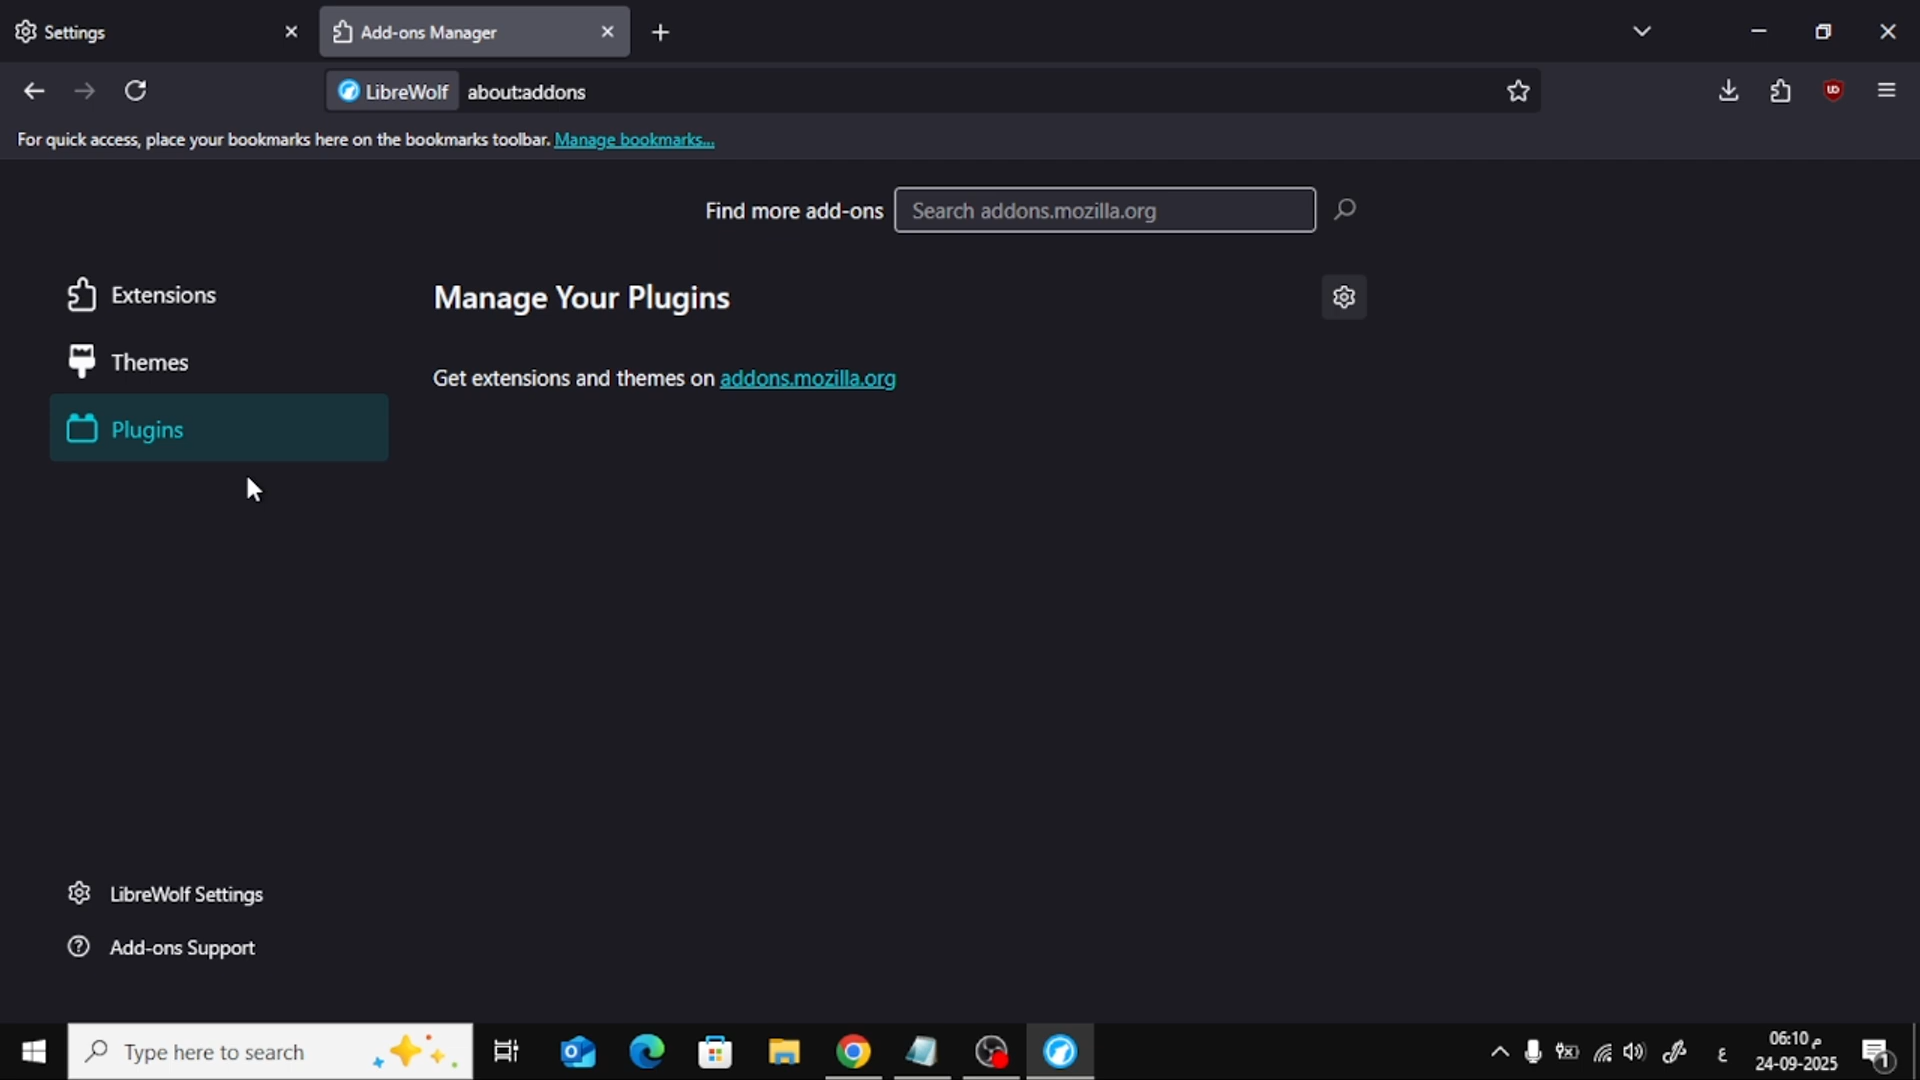 Settings
Add-ons Manager
LibreWolf
about:addons
For quick access, place your bookmarks here on the bookmarks toolbar. Manage bookmarks...
Find more add-ons
Search addons.mozilla.org
Extensions
Themes
Plugins
Manage Your Plugins
Get extensions and themes on addons.mozilla.org
LibreWolf Settings
Add-ons Support
Type here to search
ع
06:10 م
24-09-2025
1